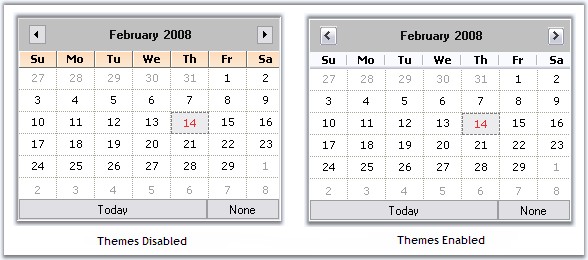 February 2008
Su Mo Tu We Th Fr Sa
27 28 29 30 31 1 2
3 4 5 6 7 8 9
10 11 12 13 14 15 16
17 18 19 20 21 22 23
24 25 26 27 28 29 1
2 3 4 5 6 7 8
Today None
Themes Disabled
February 2008
Su Mo Tu We Th Fr Sa
27 28 29 30 31 1 2
3 4 5 6 7 8 9
10 11 12 13 14 15 16
17 18 19 20 21 22 23
24 25 26 27 28 29 1
2 3 4 5 6 7 8
Today None
Themes Enabled